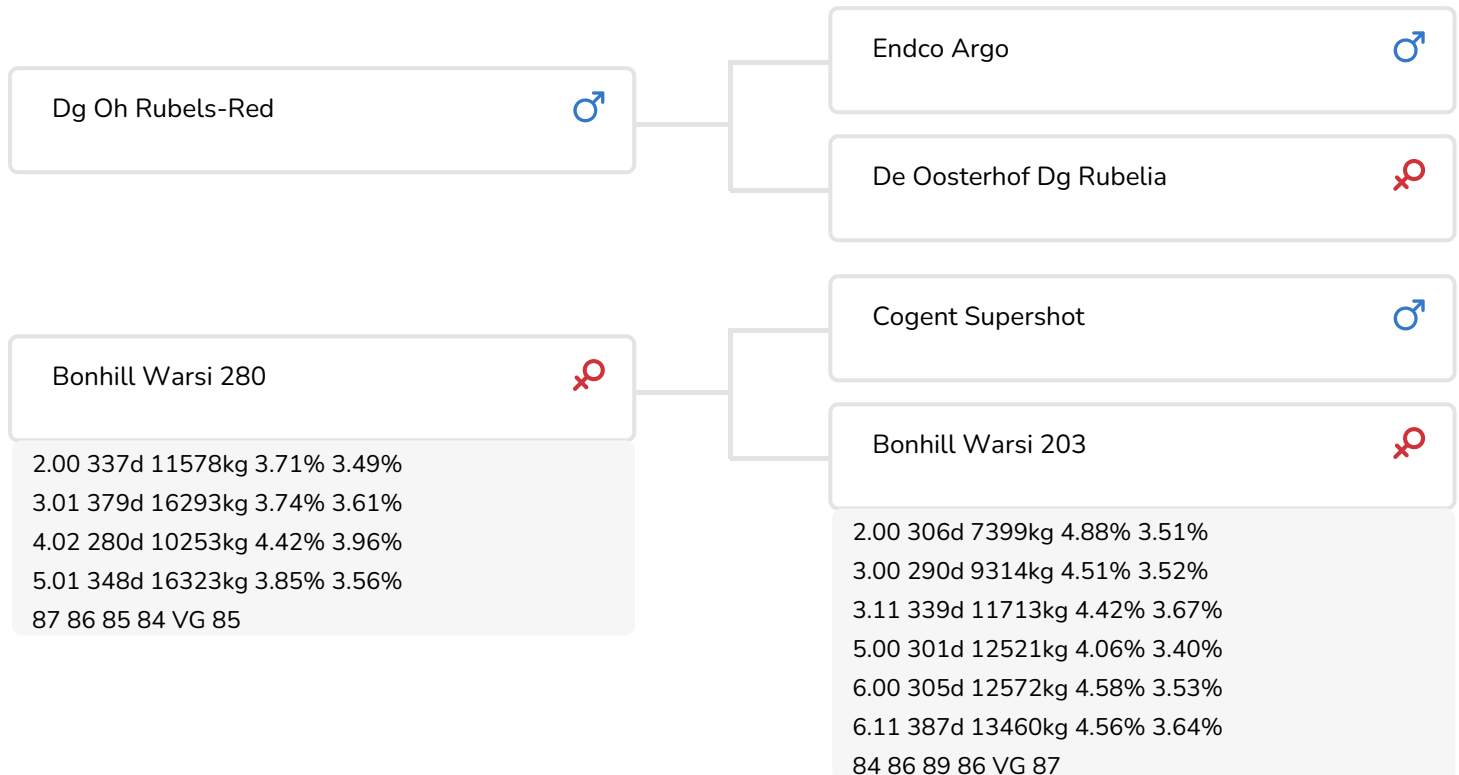 Dg Oh Rubels-Red
Endco Argo
De Oosterhof Dg Rubelia
Bonhill Warsi 280
2.00 337d 11578kg 3.71% 3.49%
3.01 379d 16293kg 3.74% 3.61%
4.02 280d 10253kg 4.42% 3.96%
5.01 348d 16323kg 3.85% 3.56%
87 86 85 84 VG 85
Cogent Supershot
Bonhill Warsi 203
2.00 306d 7399kg 4.88% 3.51%
3.00 290d 9314kg 4.51% 3.52%
3.11 339d 11713kg 4.42% 3.67%
5.00 301d 12521kg 4.06% 3.40%
6.00 305d 12572kg 4.58% 3.53%
6.11 387d 13460kg 4.56% 3.64%
84 86 89 86 VG 87